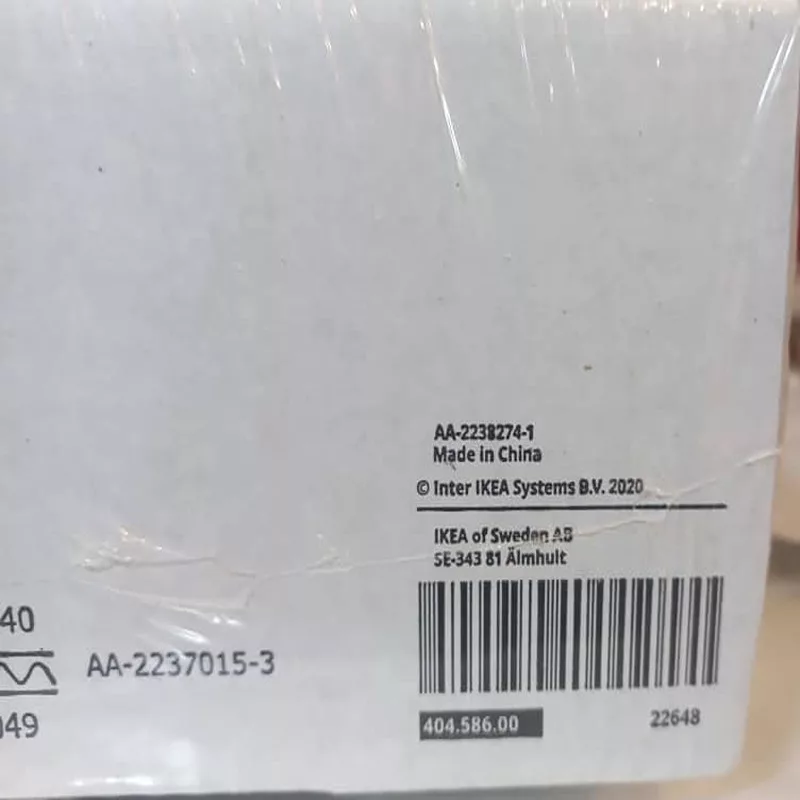 AA-2238274-1
Made in China
© Inter IKEA Systems B.V. 2020
IKEA of Sweden AB
SE-343 81 Älmhult
40
AA-2237015-3
049
404.586.00
22648